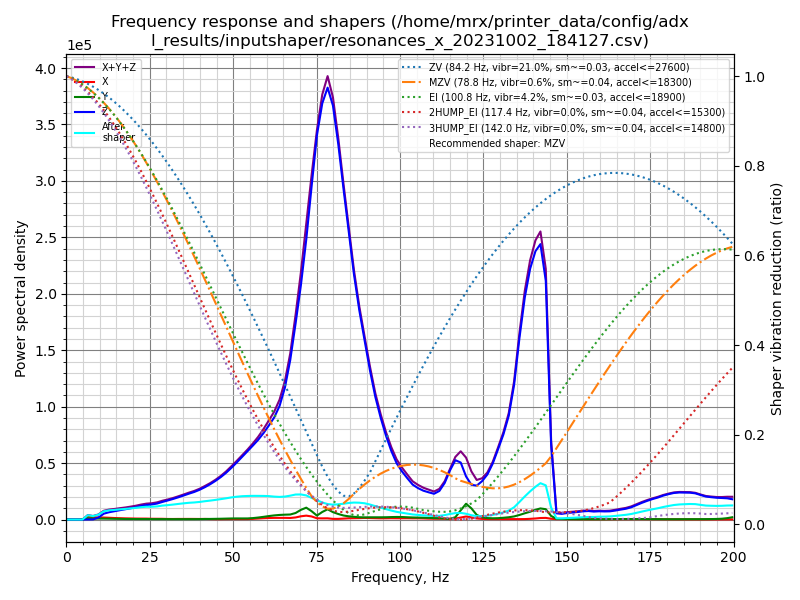 Frequency response and shapers (/home/mrx/printer_data/config/adx
l_results/inputshaper/resonances_x_20231002_184127.csv)
1e5
X+Y+Z
X
Y
Z
After
shaper
ZV (84.2 Hz, vibr=21.0%, sm~=0.03, accel<=27600)
MZV (78.8 Hz, vibr=0.6%, sm~=0.04, accel<=18300)
EI (100.8 Hz, vibr=4.2%, sm~=0.03, accel<=18900)
2HUMP_EI (117.4 Hz, vibr=0.0%, sm~=0.04, accel<=15300)
3HUMP_EI (142.0 Hz, vibr=0.0%, sm~=0.04, accel<=14800)
Recommended shaper: MZV
Power spectral density
4.0
3.5
3.0
2.5
2.0
1.5
1.0
0.5
0.0
1.0
0.8
0.6
0.4
0.2
0.0
Shaper vibration reduction (ratio)
0 25 50 75 100 125 150 175 200
Frequency, Hz